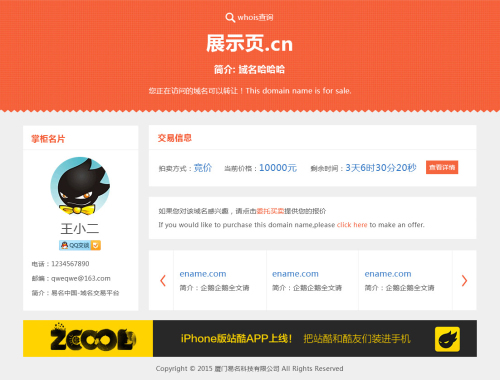 whois查询
展示页.cn
简介: 域名哈哈哈
您正在访问的域名可以转让！This domain name is for sale.
掌柜名片
王小二
QQ交谈
电话：1234567890
邮编：qweqwe@163.com
简介：易名中国-域名交易平台
交易信息
拍卖方式：竞价 当前价格：10000元 剩余时间：3天6时30分20秒 查看详情
如果您对该域名感兴趣，请点击委托买卖提供您的报价
If you would like to purchase this domain name,please click here to make an offer.
ename.com ename.com ename.com
简介：企鹅企鹅全文请 简介：企鹅企鹅全文请 简介：企鹅企鹅全文请
ZCOOL iPhone版站酷APP上线！ 把站酷和酷友们装进手机
Copyright © 2015 厦门易名科技有限公司 All Rights Reserved